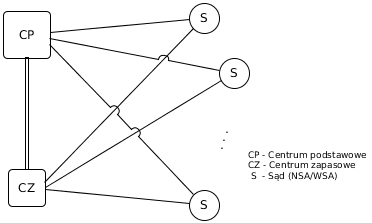 CP
S
S
CZ
S
CP - Centrum podstawowe
CZ - Centrum zapasowe
S - Sąd (NSA/WSA)